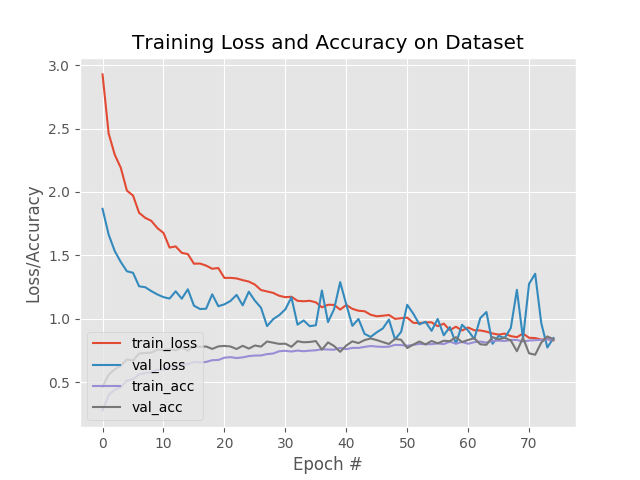 Training Loss and Accuracy on Dataset
Loss/Accuracy
3.0
2.5
2.0
1.5
1.0
0.5
train_loss
val_loss
train_acc
val_acc
0 10 20 30 40 50 60 70
Epoch #